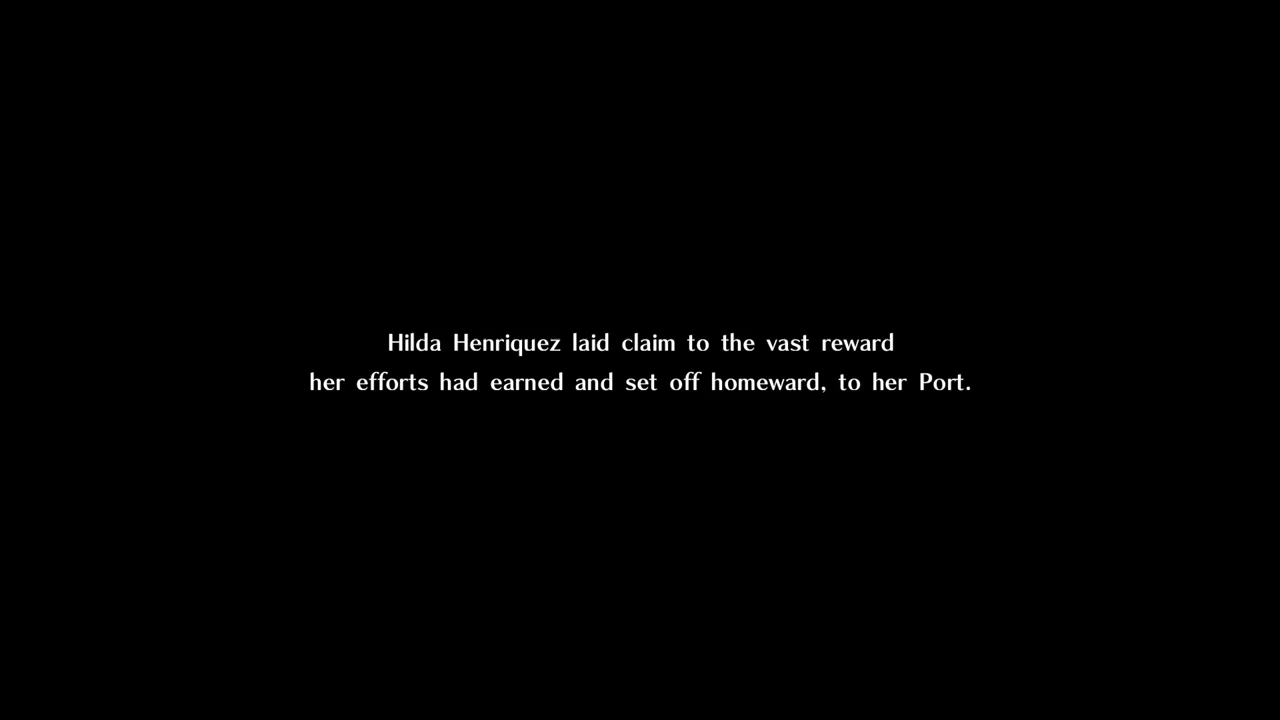 Hilda Henriquez laid claim to the vast reward
her efforts had earned and set off homeward, to her Port.